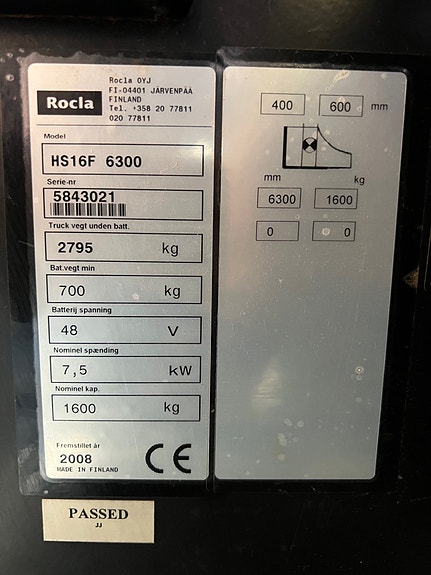 Rocla
Rocla OYJ
FI-04401 JÄRVENPÄÄ
FINLAND
Tel. +358 20 77811
020 77811
Model
HS16F 6300
Serie-nr
5843021
Truck vegt unden batt.
2795 kg
Bat.vegt min
700 kg
Batterij spanning
48 V
Nominel spænding
7,5 kW
Nominel kap.
1600 kg
Fremstillet år
2008
MADE IN FINLAND
CE
400 600 mm
mm kg
6300 1600
0 0
PASSED
JJ